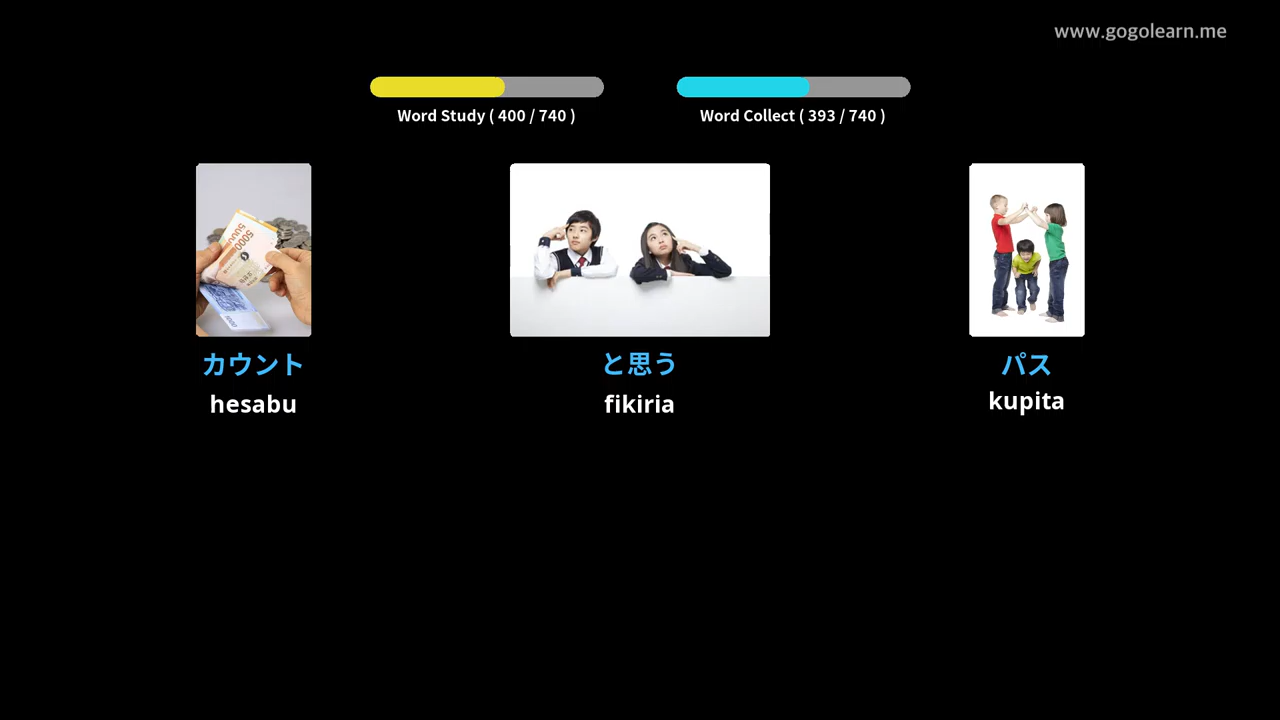 www.gogolearn.me
Word Study ( 400 / 740 )
Word Collect ( 393 / 740 )
カウント
hesabu
と思う
fikiria
パス
kupita